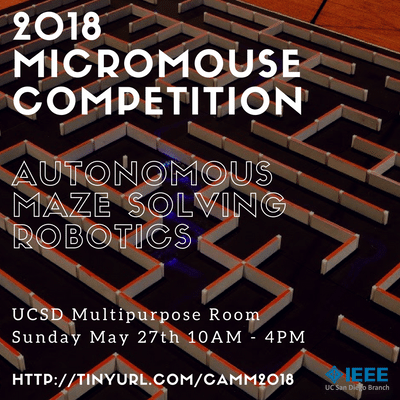 2018
MICROMOUSE
COMPETITION
AUTONOMOUS
MAZE SOLVING
ROBOTICS
UCSD Multipurpose Room
Sunday May 27th 10AM - 4PM
HTTP://TINYURL.COM/CAMM2018
IEEE
UC San Diego Branch